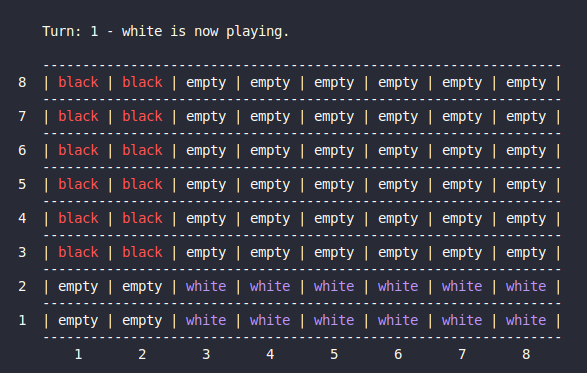 Turn: 1 - white is now playing.
-----------------------------------------------------------------
8 | black | black | empty | empty | empty | empty | empty | empty |
-----------------------------------------------------------------
7 | black | black | empty | empty | empty | empty | empty | empty |
-----------------------------------------------------------------
6 | black | black | empty | empty | empty | empty | empty | empty |
-----------------------------------------------------------------
5 | black | black | empty | empty | empty | empty | empty | empty |
-----------------------------------------------------------------
4 | black | black | empty | empty | empty | empty | empty | empty |
-----------------------------------------------------------------
3 | black | black | empty | empty | empty | empty | empty | empty |
-----------------------------------------------------------------
2 | empty | empty | white | white | white | white | white | white |
-----------------------------------------------------------------
1 | empty | empty | white | white | white | white | white | white |
-----------------------------------------------------------------
1 2 3 4 5 6 7 8